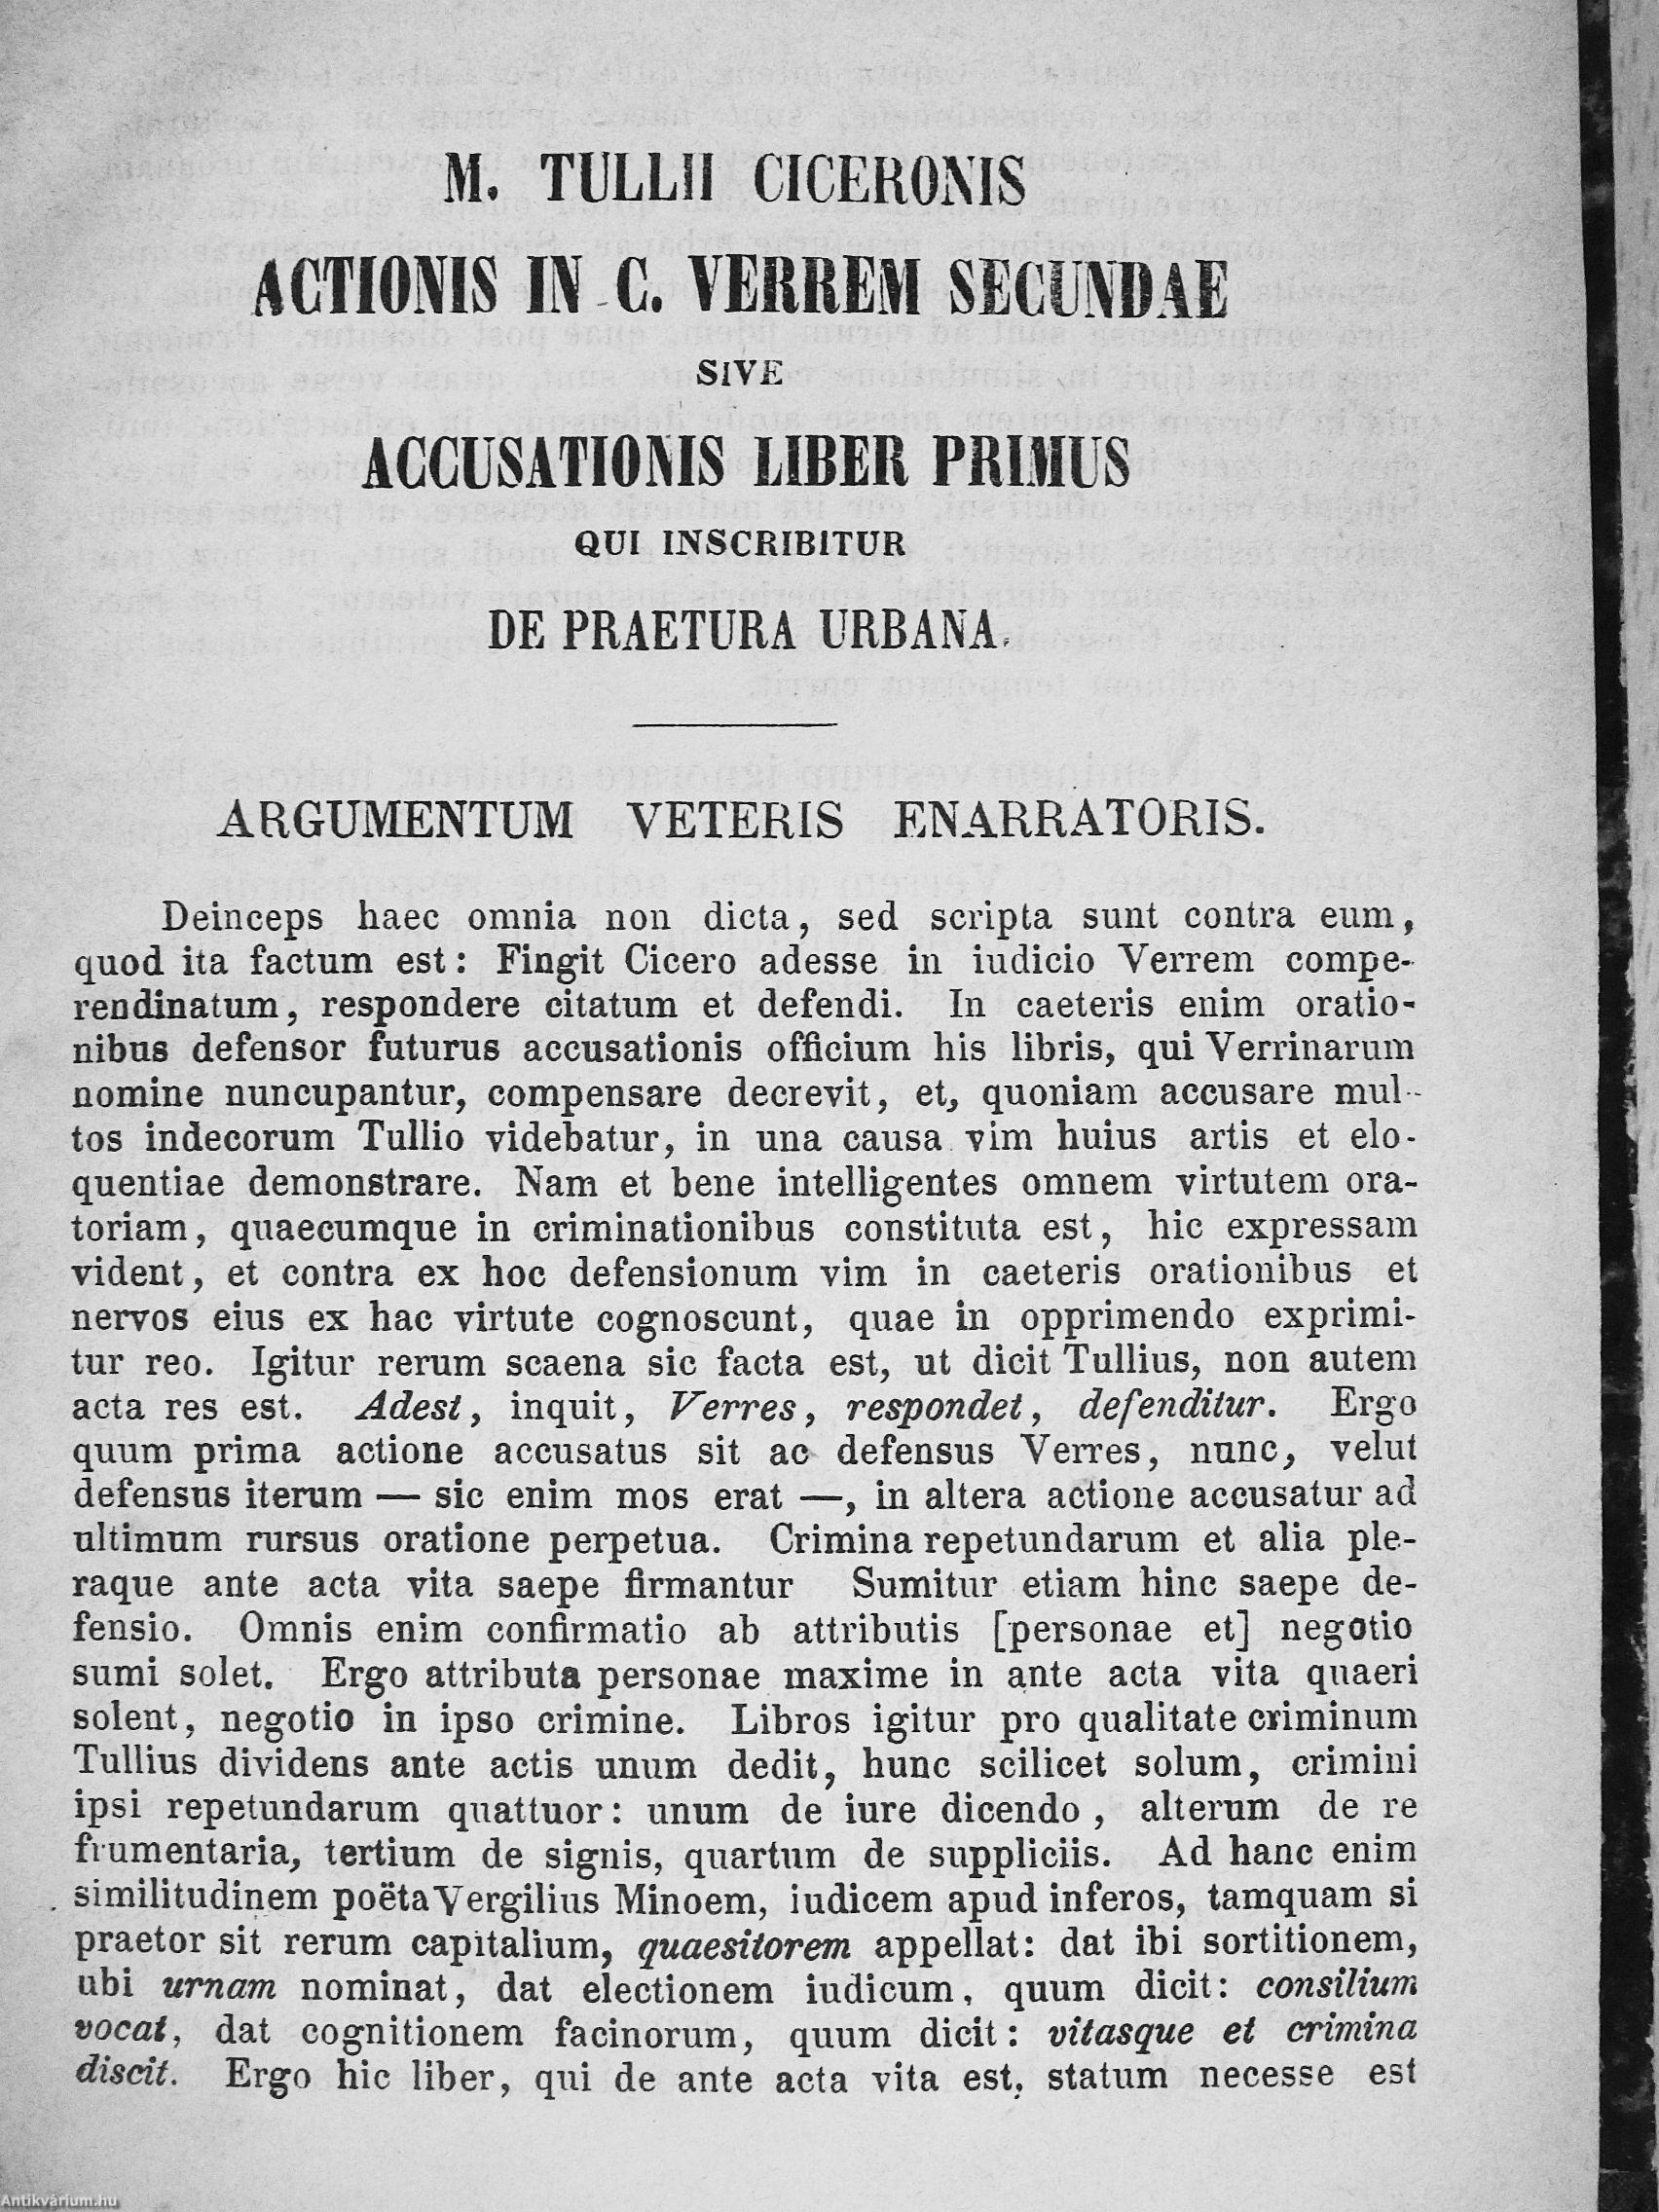 M. TULLII CICERONIS
ACTIONIS IN C. VERREM SECUNDAE
SIVE
ACCUSATIONIS LIBER PRIMUS
QUI INSCRIBITUR
DE PRAETURA URBANA.
ARGUMENTUM VETERIS ENARRATORIS.
Deinceps haec omnia non dicta, sed scripta sunt contra eum,
quod ita factum est: Fingit Cicero adesse in iudicio Verrem compe-
rendinatum, respondere citatum et defendi. In caeteris enim oratio-
nibus defensor futurus accusationis officium his libris, qui Verrinarum
nomine nuncupantur, compensare decrevit, et, quoniam accusare mul-
tos indecorum Tullio videbatur, in una causa vim huius artis et elo-
quentiae demonstrare. Nam et bene intelligentes omnem virtutem ora-
toriam, quaecumque in criminationibus constituta est, hic expressam
vident, et contra ex hoc defensionum vim in caeteris orationibus et
nervos eius ex hac virtute cognoscunt, quae in opprimendo exprimi-
tur reo. Igitur rerum scaena sic facta est, ut dicit Tullius, non autem
acta res est. Adest, inquit, Verres, respondet, defenditur. Ergo
quum prima actione accusatus sit ac defensus Verres, nunc, velut
defensus iterum — sic enim mos erat —, in altera actione accusatur ad
ultimum rursus oratione perpetua. Crimina repetundarum et alia ple-
raque ante acta vita saepe firmantur Sumitur etiam hinc saepe de-
fensio. Omnis enim confirmatio ab attributis [personae et] negotio
sumi solet. Ergo attributa personae maxime in ante acta vita quaeri
solent, negotio in ipso crimine. Libros igitur pro qualitate criminum
Tullius dividens ante actis unum dedit, hunc scilicet solum, crimini
ipsi repetundarum quattuor: unum de iure dicendo, alterum de re
frumentaria, tertium de signis, quartum de suppliciis. Ad hanc enim
similitudinem poëta Vergilius Minoem, iudicem apud inferos, tamquam si
praetor sit rerum capitalium, quaesitorem appellat: dat ibi sortitionem,
ubi urnam nominat, dat electionem iudicum, quum dicit: consilium
vocat, dat cognitionem facinorum, quum dicit: vitasque et crimina
discit. Ergo hic liber, qui de ante acta vita est, statum necesse est
Antikvárium.hu